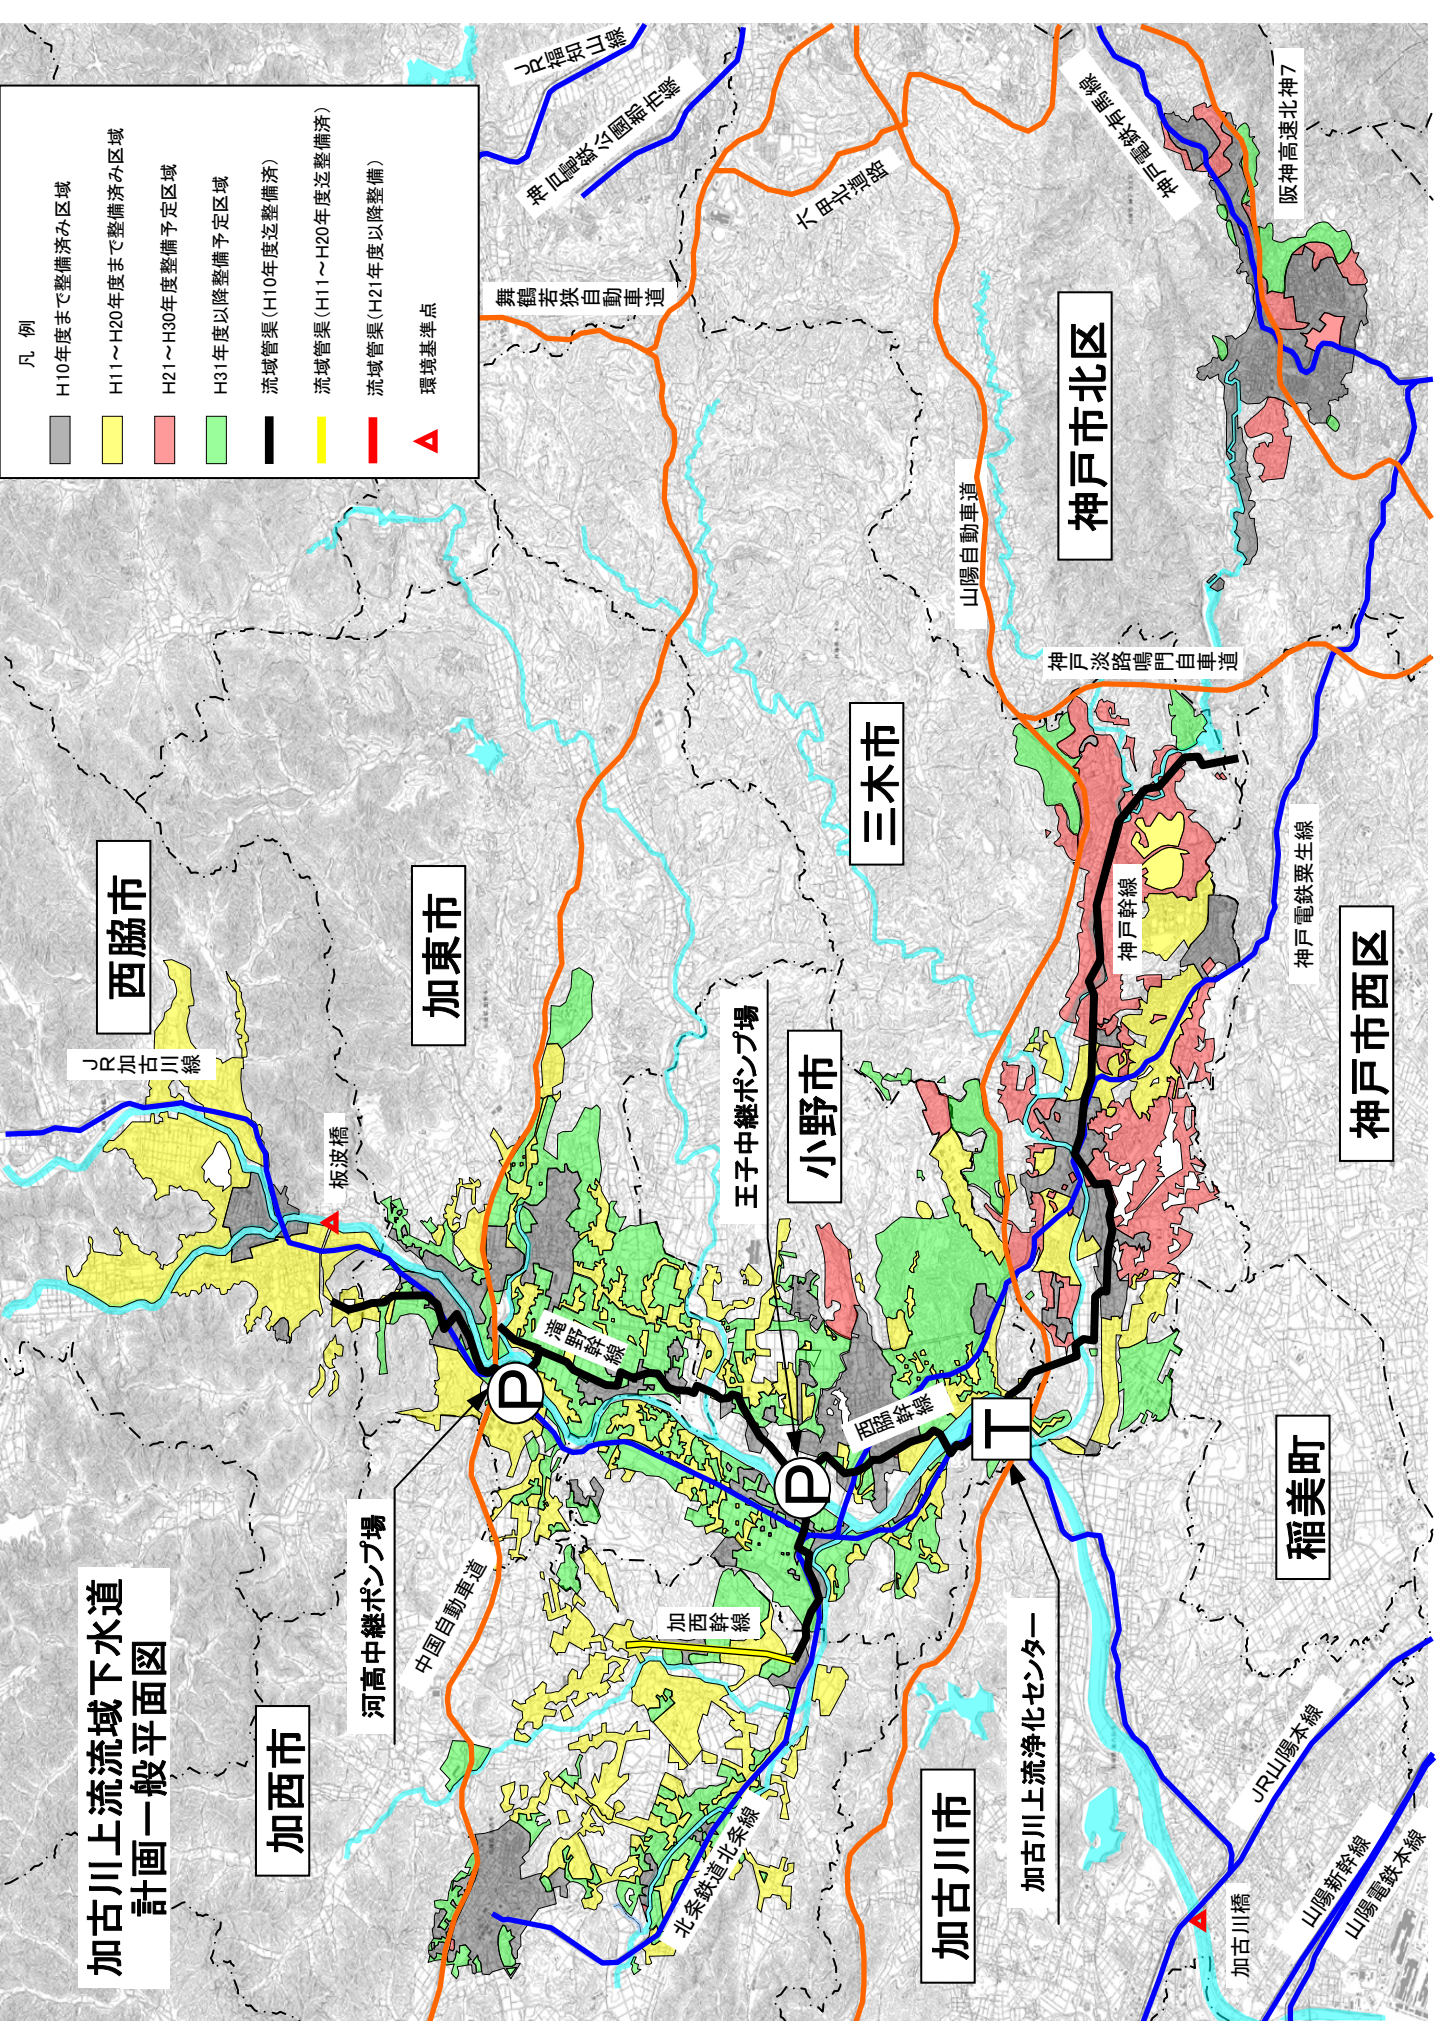 加古川上流流域下水道
計画一般平面図
凡 例
H10年度まで整備済み区域
H11～H20年度まで整備済み区域
H21～H30年度整備予定区域
H31年度以降整備予定区域
流域管渠(H10年度迄整備済)
流域管渠(H11～H20年度迄整備済)
流域管渠(H21年度以降整備)
環境基準点
JR福知山線
神戸電鉄公園都市線
舞鶴若狭自動車道
六甲北道路
神戸電鉄有馬線
阪神高速北神7
神戸市北区
山陽自動車道
神戸淡路鳴門自車道
西脇市
JR加古川線
板波橋
加東市
三木市
神戸幹線
神戸電鉄粟生線
神戸市西区
王子中継ポンプ場
小野市
滝野幹線
西脇幹線
P
P
T
河高中継ポンプ場
中国自動車道
加西幹線
加西市
北条鉄道北条線
加古川市
加古川上流浄化センター
稲美町
JR山陽本線
山陽新幹線
山陽電鉄本線
加古川橋